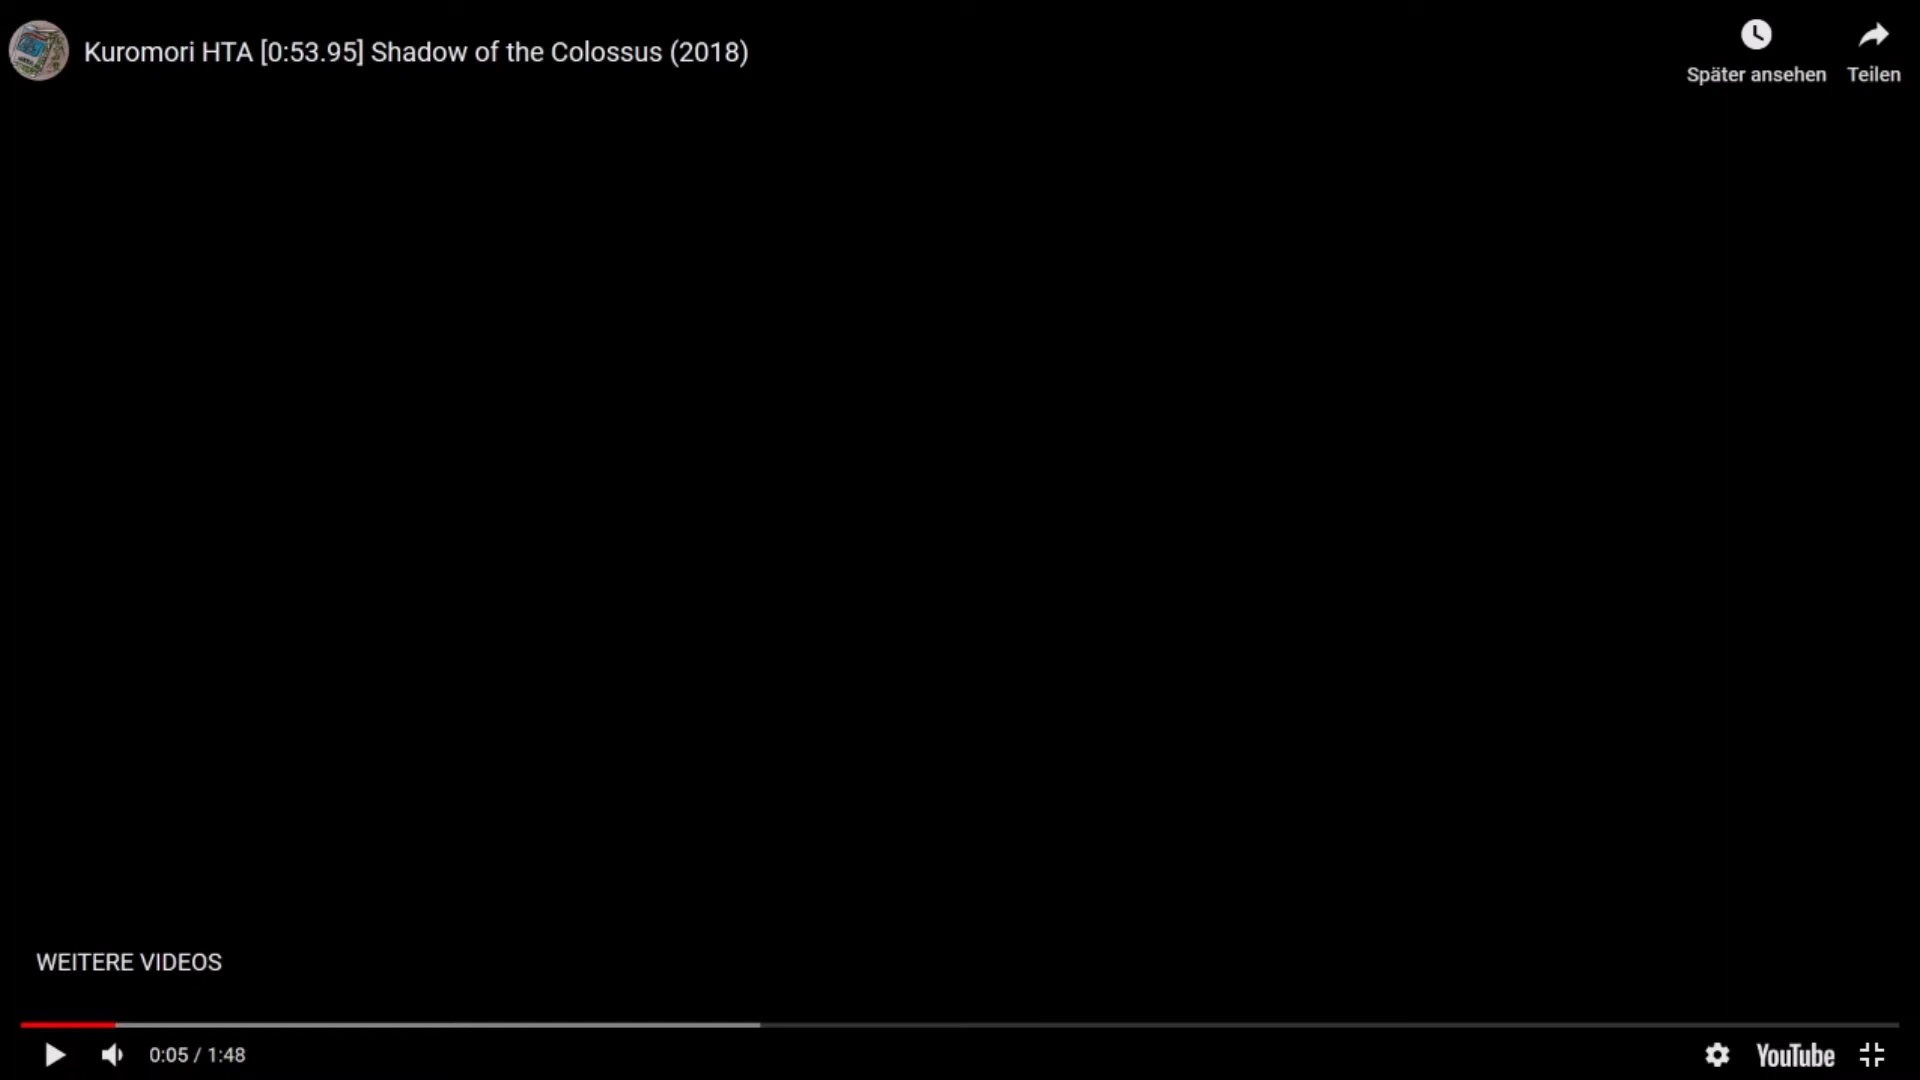 Kuromori HTA [0:53.95] Shadow of the Colossus (2018)
Später ansehen
Teilen
WEITERE VIDEOS
0:05 / 1:48
YouTube